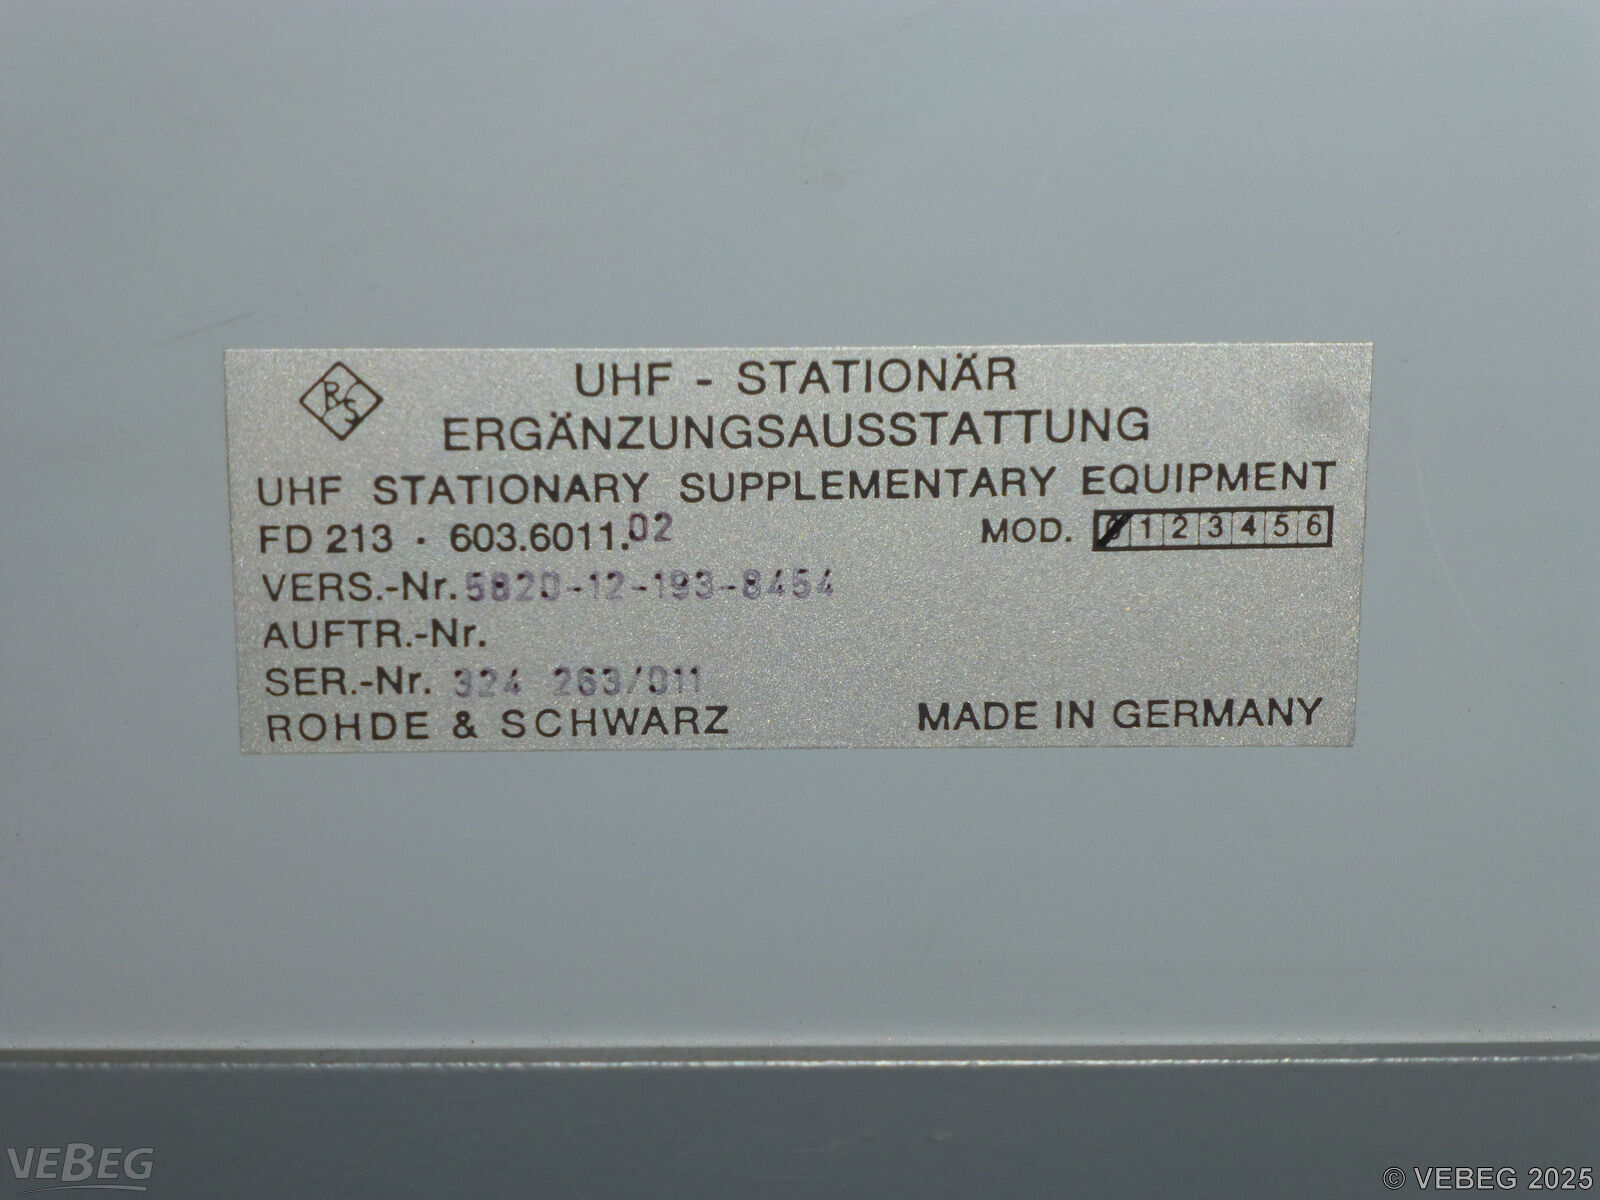 R&S
UHF - STATIONÄR
ERGÄNZUNGSAUSSTATTUNG
UHF STATIONARY SUPPLEMENTARY EQUIPMENT
FD 213 · 603.6011.02 MOD. 0 1 2 3 4 5 6
VERS.-Nr. 5820-12-193-8454
AUFTR.-Nr.
SER.-Nr. 324 263/011
ROHDE & SCHWARZ MADE IN GERMANY
VEBEG
© VEBEG 2025